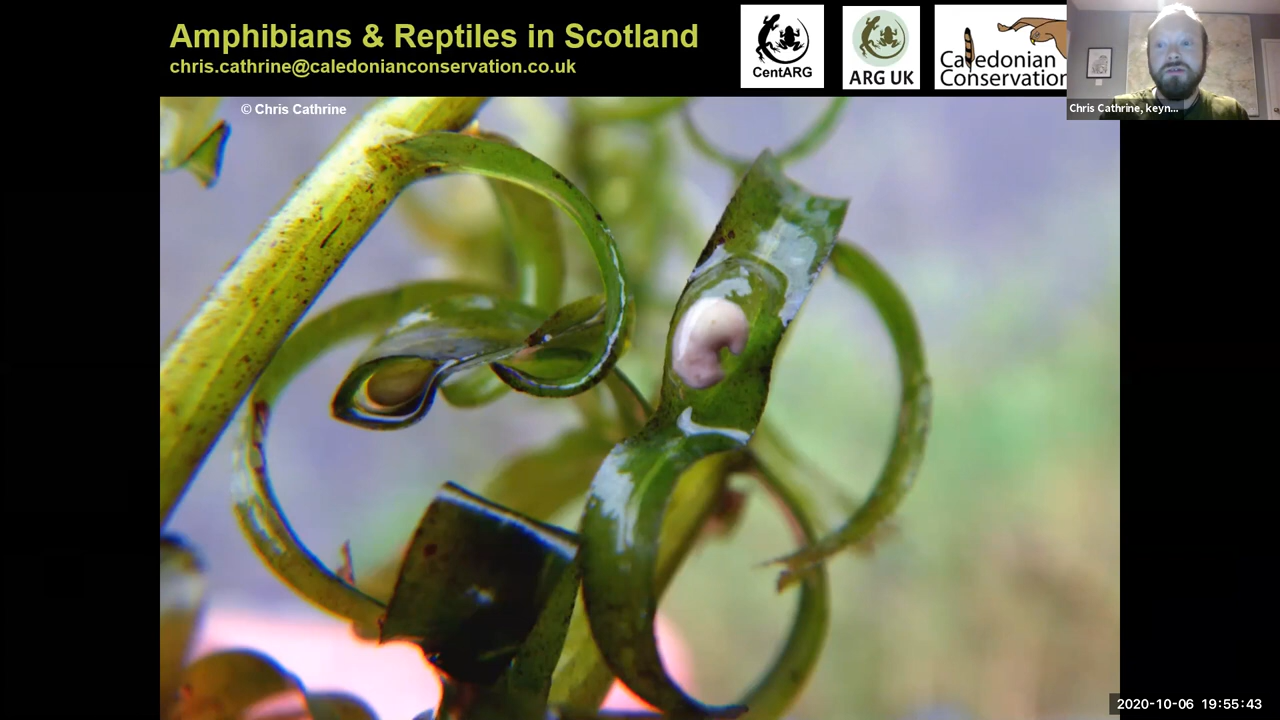 Amphibians & Reptiles in Scotland
chris.cathrine@caledonianconservation.co.uk
CentARG
ARG UK
Caledonian
Conservation
© Chris Cathrine
Chris Cathrine, keyn...
2020-10-06 19:55:43